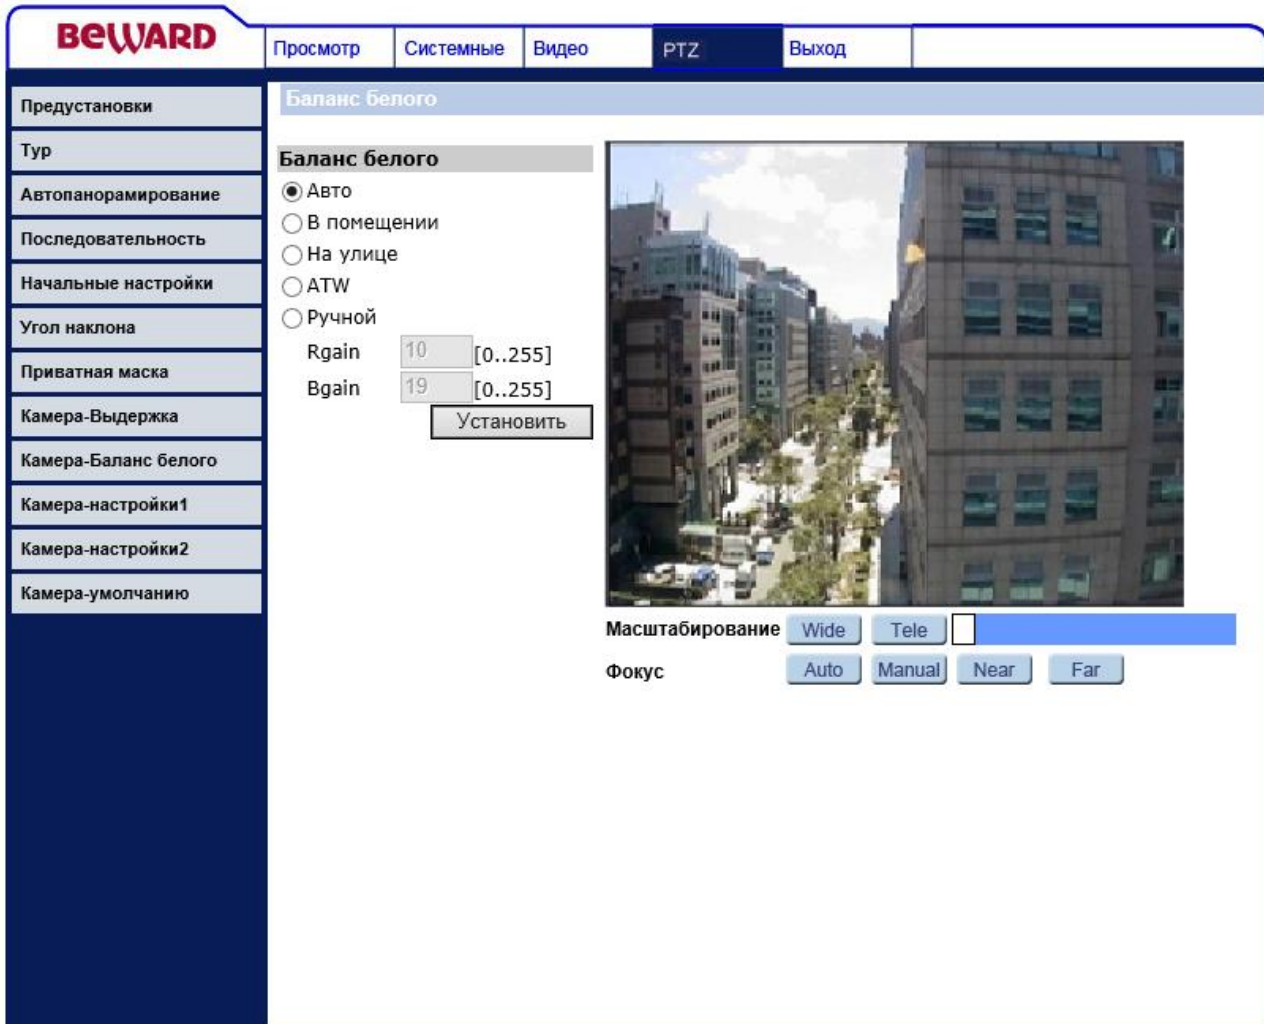 BEWARD
Просмотр Системные Видео PTZ Выход
Предустановки
Тур
Автопанорамирование
Последовательность
Начальные настройки
Угол наклона
Приватная маска
Камера-Выдержка
Камера-Баланс белого
Камера-настройки1
Камера-настройки2
Камера-умолчанию
Баланс белого
Баланс белого
Авто
В помещении
На улице
ATW
Ручной
Rgain 10 [0..255]
Bgain 19 [0..255]
Установить
Масштабирование Wide Tele
Фокус Auto Manual Near Far